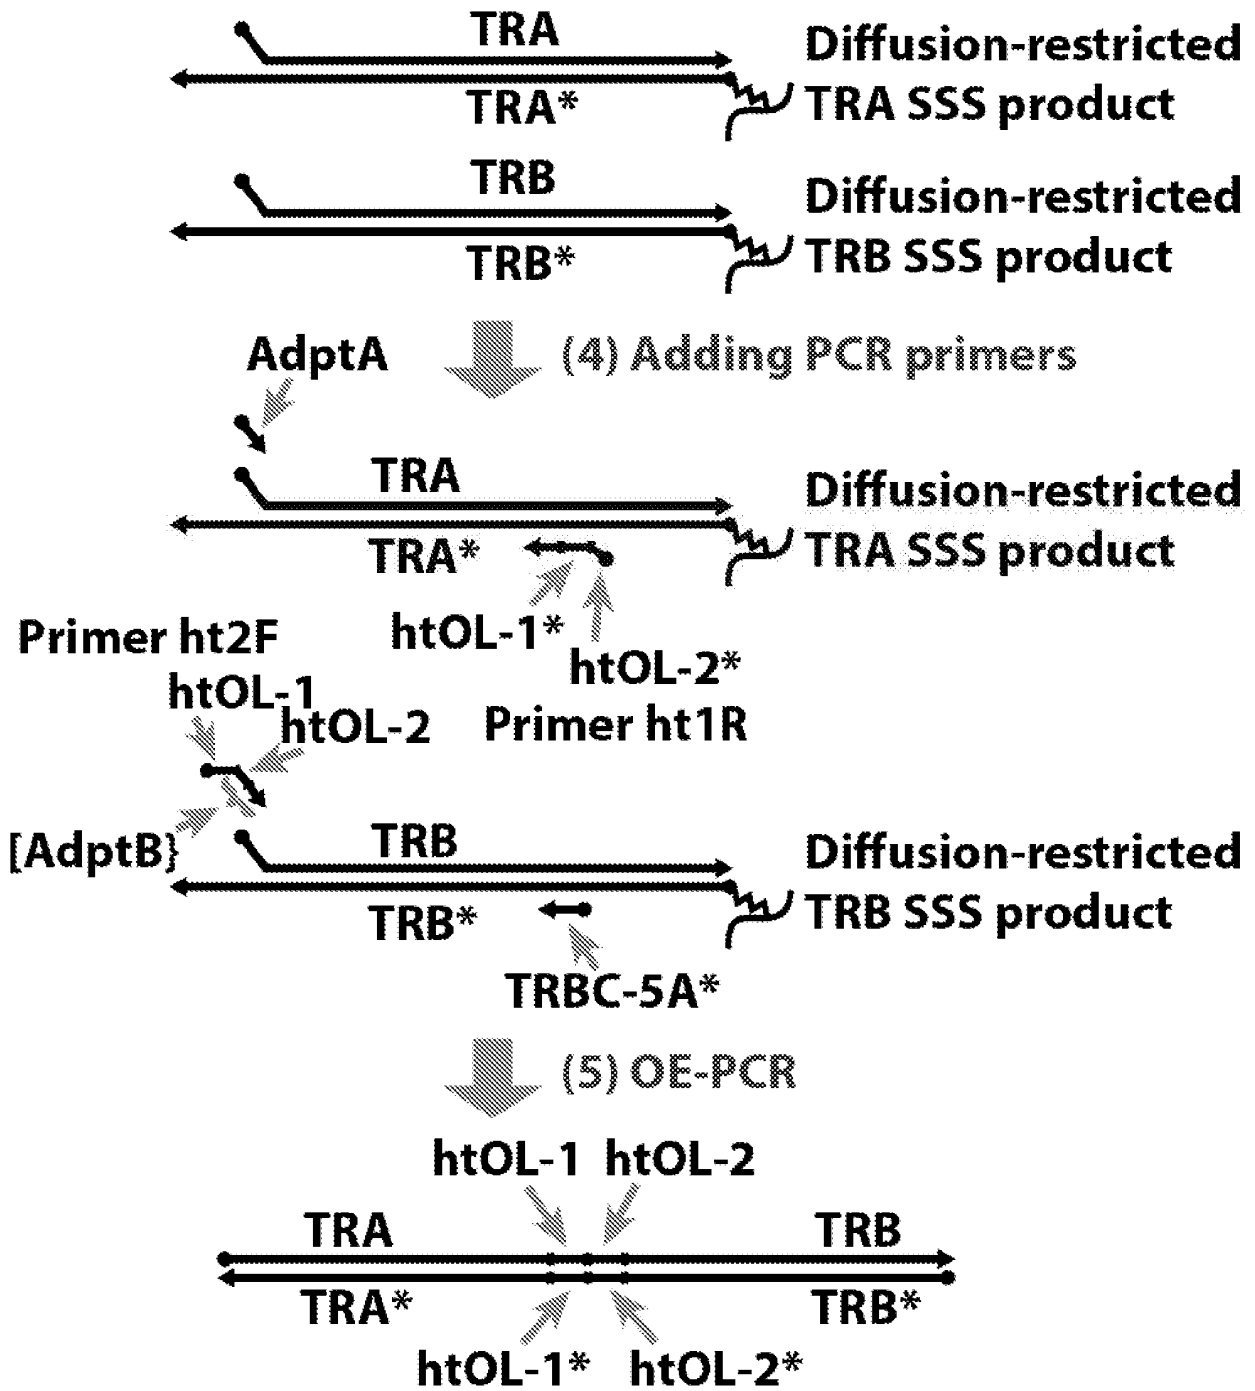 TRA
Diffusion-restricted
TRA SSS product
TRA*
TRB
Diffusion-restricted
TRB SSS product
TRB*
AdptA
(4) Adding PCR primers
TRA
Diffusion-restricted
TRA SSS product
TRA*
htOL-1*
Primer ht2F
htOL-2*
htOL-1
htOL-2
Primer ht1R
[AdptB}
TRB
Diffusion-restricted
TRB SSS product
TRB*
TRBC-5A*
(5) OE-PCR
htOL-1 htOL-2
TRA
TRB
TRA*
TRB*
htOL-1* htOL-2*